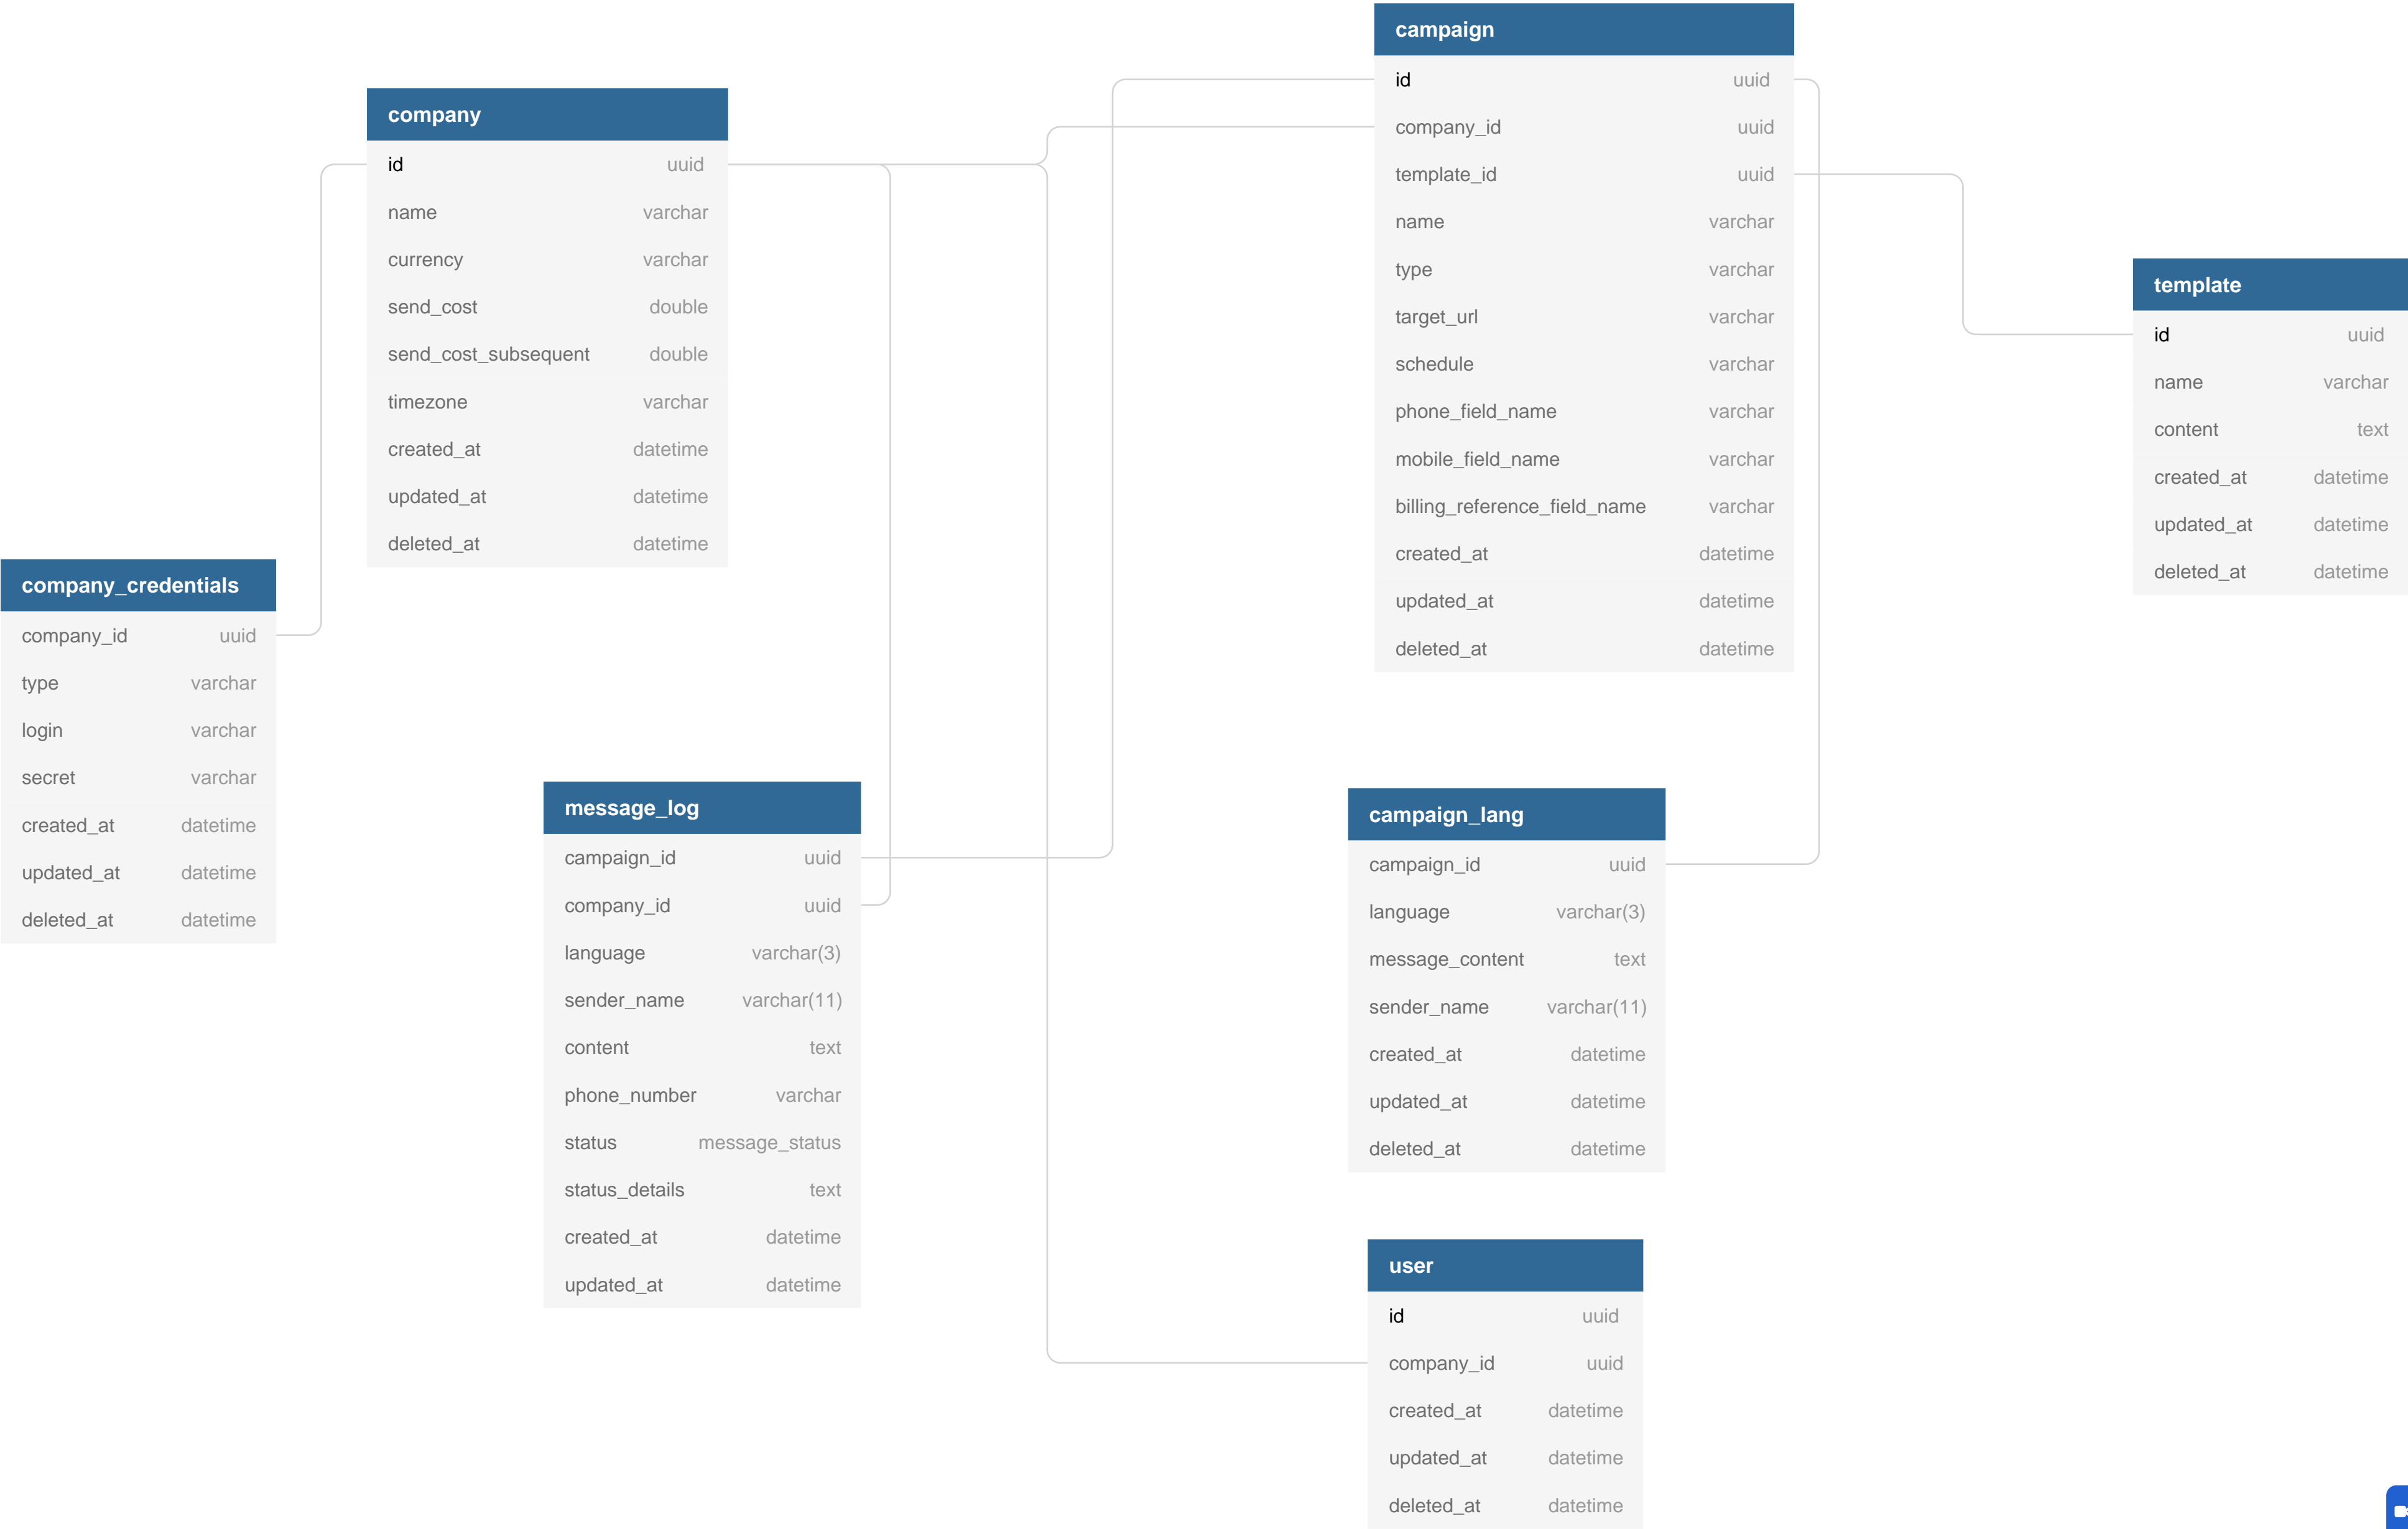 campaign
id uuid
company_id uuid
template_id uuid
name varchar
type varchar
target_url varchar
schedule varchar
phone_field_name varchar
mobile_field_name varchar
billing_reference_field_name varchar
created_at datetime
updated_at datetime
deleted_at datetime
company
id uuid
name varchar
currency varchar
send_cost double
send_cost_subsequent double
timezone varchar
created_at datetime
updated_at datetime
deleted_at datetime
template
id uuid
name varchar
content text
created_at datetime
updated_at datetime
deleted_at datetime
company_credentials
company_id uuid
type varchar
login varchar
secret varchar
created_at datetime
updated_at datetime
deleted_at datetime
message_log
campaign_id uuid
company_id uuid
language varchar(3)
sender_name varchar(11)
content text
phone_number varchar
status message_status
status_details text
created_at datetime
updated_at datetime
campaign_lang
campaign_id uuid
language varchar(3)
message_content text
sender_name varchar(11)
created_at datetime
updated_at datetime
deleted_at datetime
user
id uuid
company_id uuid
created_at datetime
updated_at datetime
deleted_at datetime